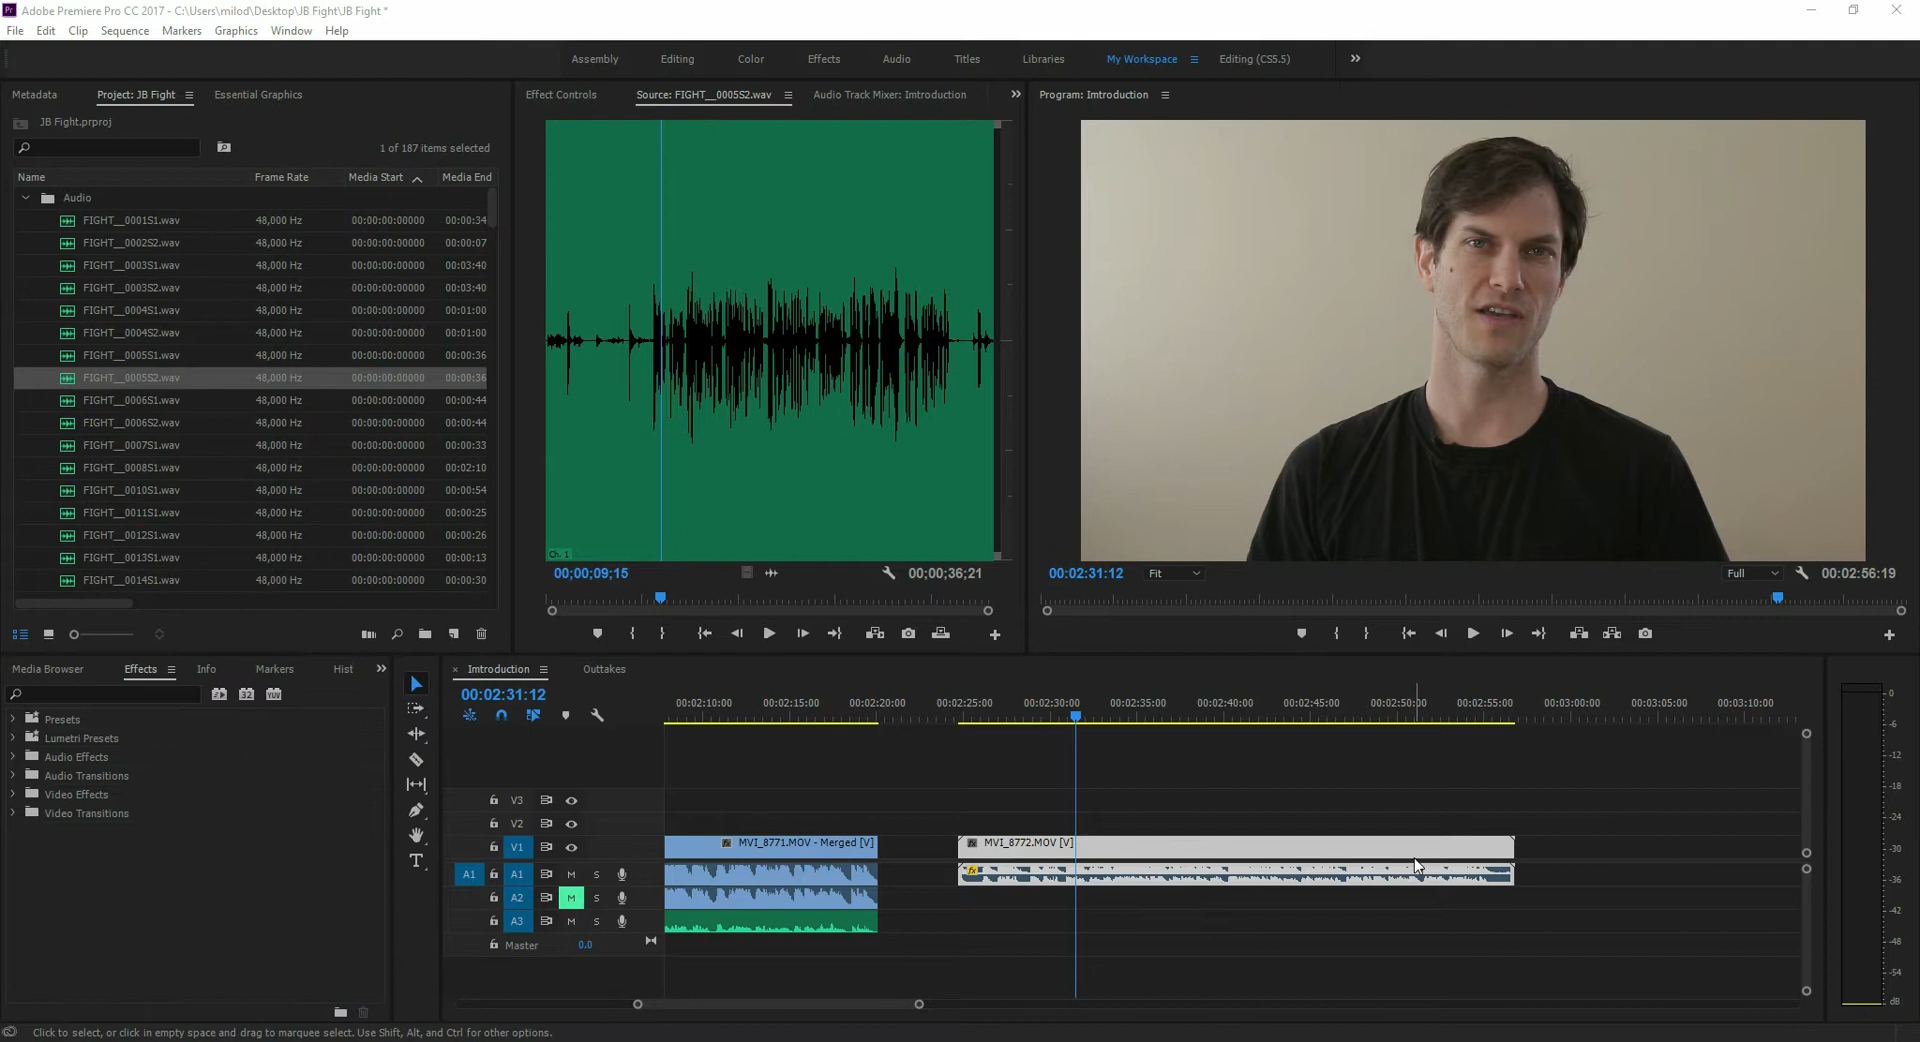 Adobe Premiere Pro CC 2017 - C:\Users\milod\Desktop\JB Fight\JB Fight *
File Edit Clip Sequence Markers Graphics Window Help
Assembly Editing Color Effects Audio Titles Libraries My Workspace Editing (CS5.5)
Metadata Project: JB Fight Essential Graphics
Effect Controls Source: FIGHT__0005S2.wav Audio Track Mixer: Imtroduction
Program: Imtroduction
JB Fight.prproj
1 of 187 items selected
Name Frame Rate Media Start Media End
Audio
FIGHT__0001S1.wav 48,000 Hz 00:00:00:00000 00:00:34
FIGHT__0002S2.wav 48,000 Hz 00:00:00:00000 00:00:07
FIGHT__0003S1.wav 48,000 Hz 00:00:00:00000 00:03:40
FIGHT__0003S2.wav 48,000 Hz 00:00:00:00000 00:03:40
FIGHT__0004S1.wav 48,000 Hz 00:00:00:00000 00:01:00
FIGHT__0004S2.wav 48,000 Hz 00:00:00:00000 00:01:00
FIGHT__0005S1.wav 48,000 Hz 00:00:00:00000 00:00:36
FIGHT__0005S2.wav 48,000 Hz 00:00:00:00000 00:00:36
FIGHT__0006S1.wav 48,000 Hz 00:00:00:00000 00:00:44
FIGHT__0006S2.wav 48,000 Hz 00:00:00:00000 00:00:44
FIGHT__0007S1.wav 48,000 Hz 00:00:00:00000 00:00:33
FIGHT__0008S1.wav 48,000 Hz 00:00:00:00000 00:02:10
FIGHT__0010S1.wav 48,000 Hz 00:00:00:00000 00:00:54
FIGHT__0011S1.wav 48,000 Hz 00:00:00:00000 00:00:25
FIGHT__0012S1.wav 48,000 Hz 00:00:00:00000 00:00:26
FIGHT__0013S1.wav 48,000 Hz 00:00:00:00000 00:00:13
FIGHT__0014S1.wav 48,000 Hz 00:00:00:00000 00:00:30
Ch. 1
00;00;09;15 00;00;36;21
00:02:31:12 Fit Full 00:02:56:19
Media Browser Effects Info Markers Hist
Presets
Lumetri Presets
Audio Effects
Audio Transitions
Video Effects
Video Transitions
× Imtroduction Outtakes
00:02:31:12
00:02:10:00 00:02:15:00 00:02:20:00 00:02:25:00 00:02:30:00 00:02:35:00 00:02:40:00 00:02:45:00 00:02:50:00 00:02:55:00 00:03:00:00 00:03:05:00 00:03:10:00
V3
V2
V1 fx MVI_8771.MOV - Merged [V] fx MVI_8772.MOV [V]
A1 A1 M S fx
A2 M S
A3 M S
Master 0.0
0
-6
-12
-18
-24
-30
-36
-42
-48
-54
dB
Click to select, or click in empty space and drag to marquee select. Use Shift, Alt, and Ctrl for other options.